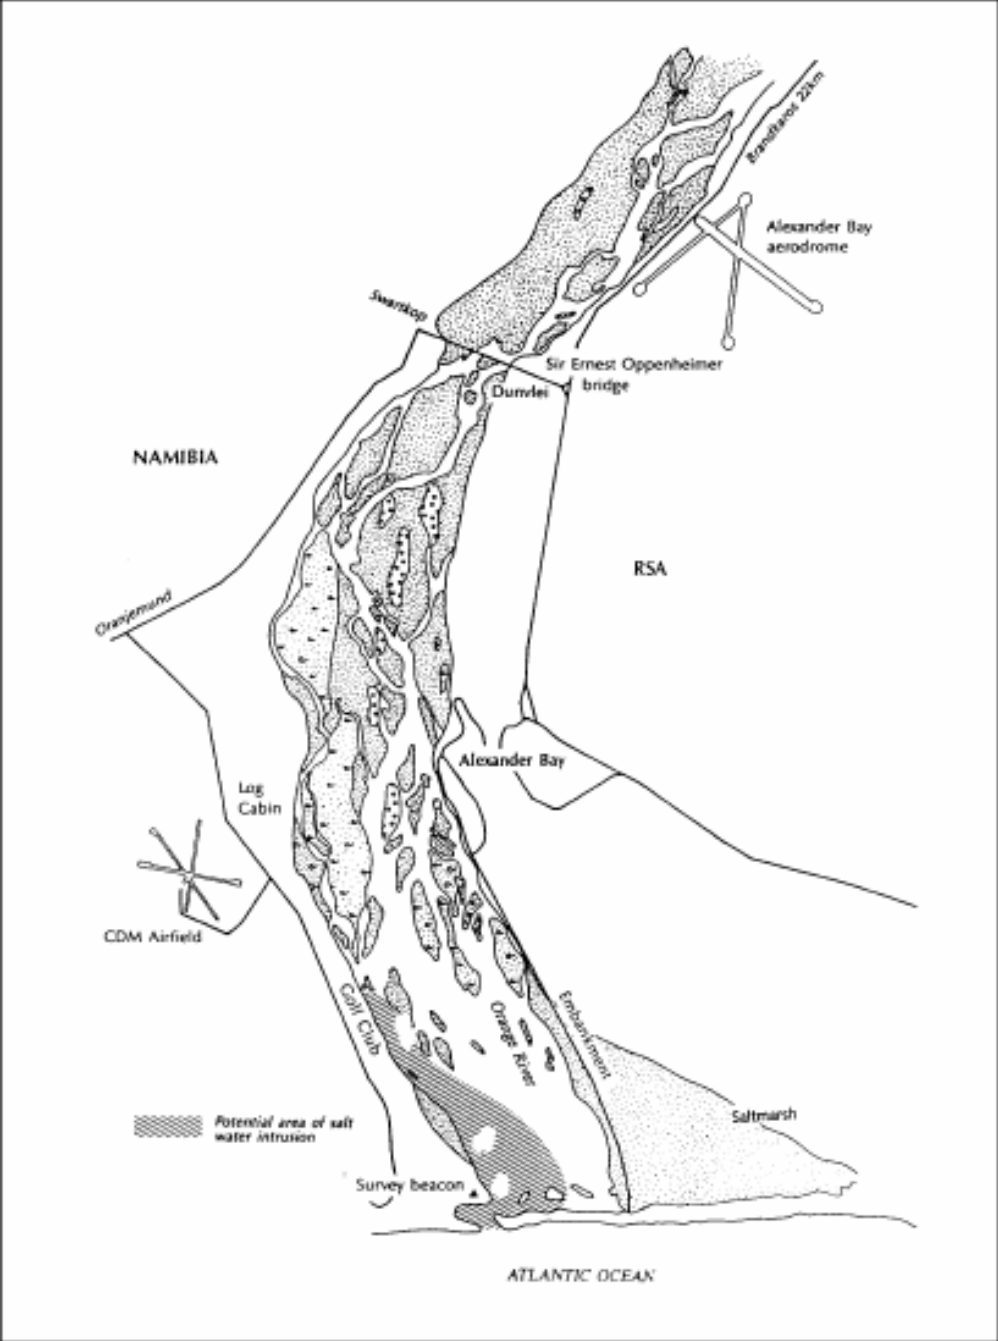 Brandkaros 22km
Alexander Bay
aerodrome
Swartkop
Sir Ernest Oppenheimer
bridge
Dunvlei
NAMIBIA
RSA
Oranjemund
Alexander Bay
Log
Cabin
CDM Airfield
Golf Club
Orange River
Embankment
Saltmarsh
Potential area of salt
water intrusion
Survey beacon
ATLANTIC OCEAN